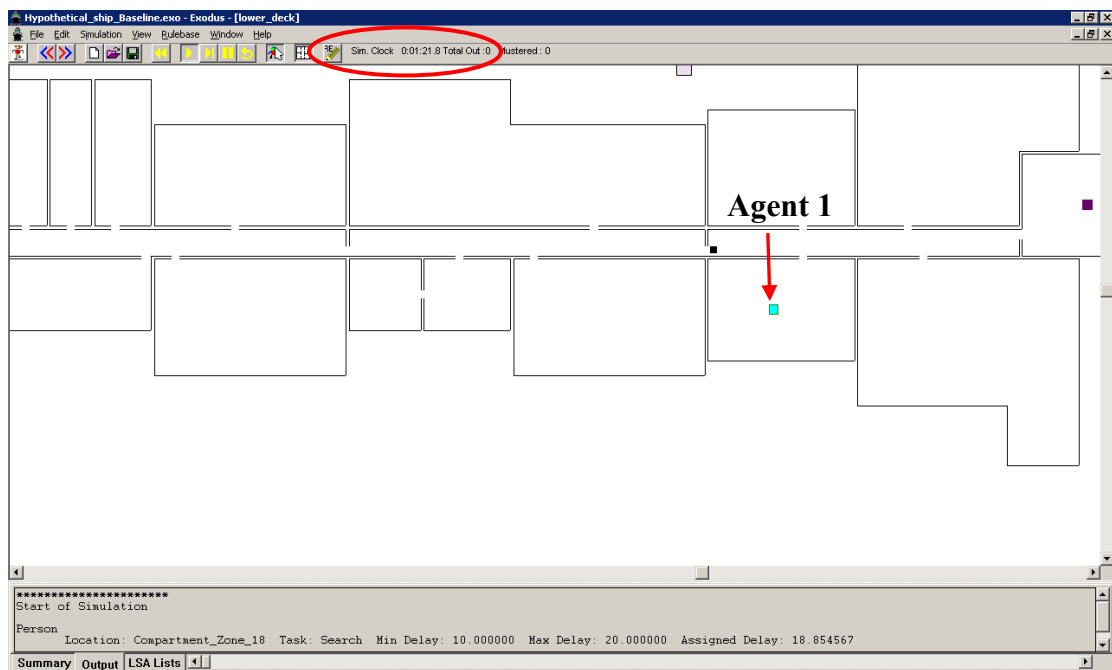 Hypothetical_ship_Baseline.exo - Exodus - [lower_deck]
File Edit Simulation View Rulebase Window Help
Sim. Clock 0:01:21.8 Total Out :0 Mustered : 0
Agent 1
**********************
Start of Simulation
Person
Location: Compartment_Zone_18 Task: Search Min Delay: 10.000000 Max Delay: 20.000000 Assigned Delay: 18.854567
Summary Output LSA Lists